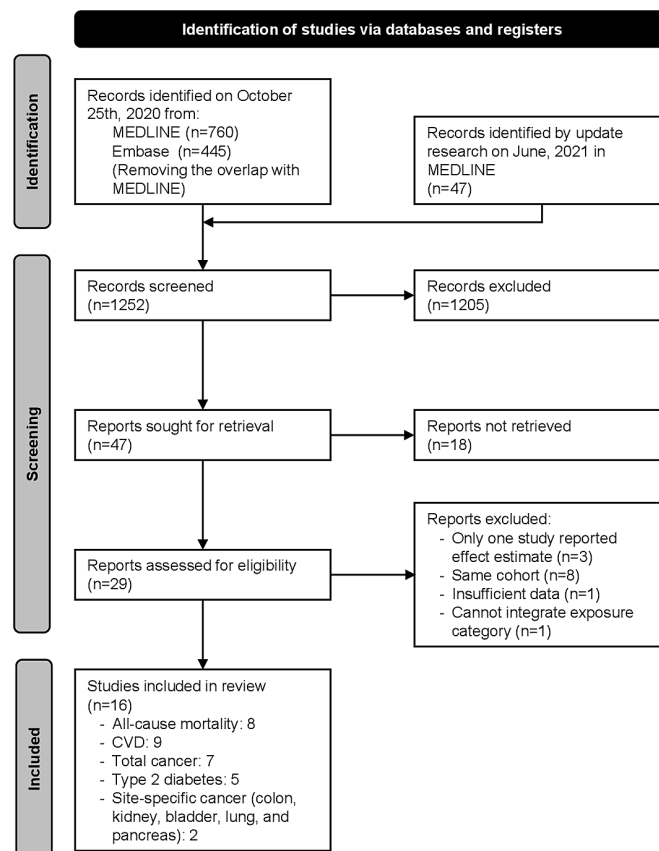 Identification of studies via databases and registers
Identification
Records identified on October
25th, 2020 from:
MEDLINE (n=760)
Embase (n=445)
(Removing the overlap with
MEDLINE)
Records identified by update
research on June, 2021 in
MEDLINE
(n=47)
Screening
Records screened
(n=1252)
Records excluded
(n=1205)
Reports sought for retrieval
(n=47)
Reports not retrieved
(n=18)
Reports assessed for eligibility
(n=29)
Reports excluded:
- Only one study reported
effect estimate (n=3)
- Same cohort (n=8)
- Insufficient data (n=1)
- Cannot integrate exposure
category (n=1)
Included
Studies included in review
(n=16)
- All-cause mortality: 8
- CVD: 9
- Total cancer: 7
- Type 2 diabetes: 5
- Site-specific cancer (colon,
kidney, bladder, lung, and
pancreas): 2